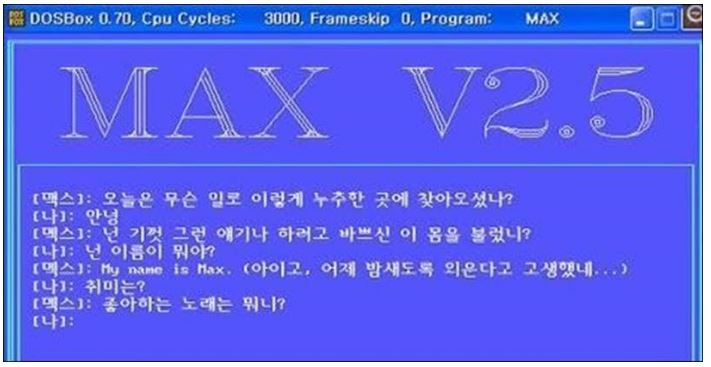 DOSBox 0.70, Cpu Cycles: 3000, Frameskip 0, Program: MAX
MAX V2.5
[맥스]: 오늘은 무슨 일로 이렇게 누추한 곳에 찾아오셨나?
[나]: 안녕
[맥스]: 넌 기껏 그런 얘기나 하려고 바쁘신 이 몸을 불렀니?
[나]: 넌 이름이 뭐야?
[맥스]: My name is Max. (아이고, 어제 밤새도록 외운다고 고생했네...)
[나]: 취미는?
[맥스]: 좋아하는 노래는 뭐니?
[나]: